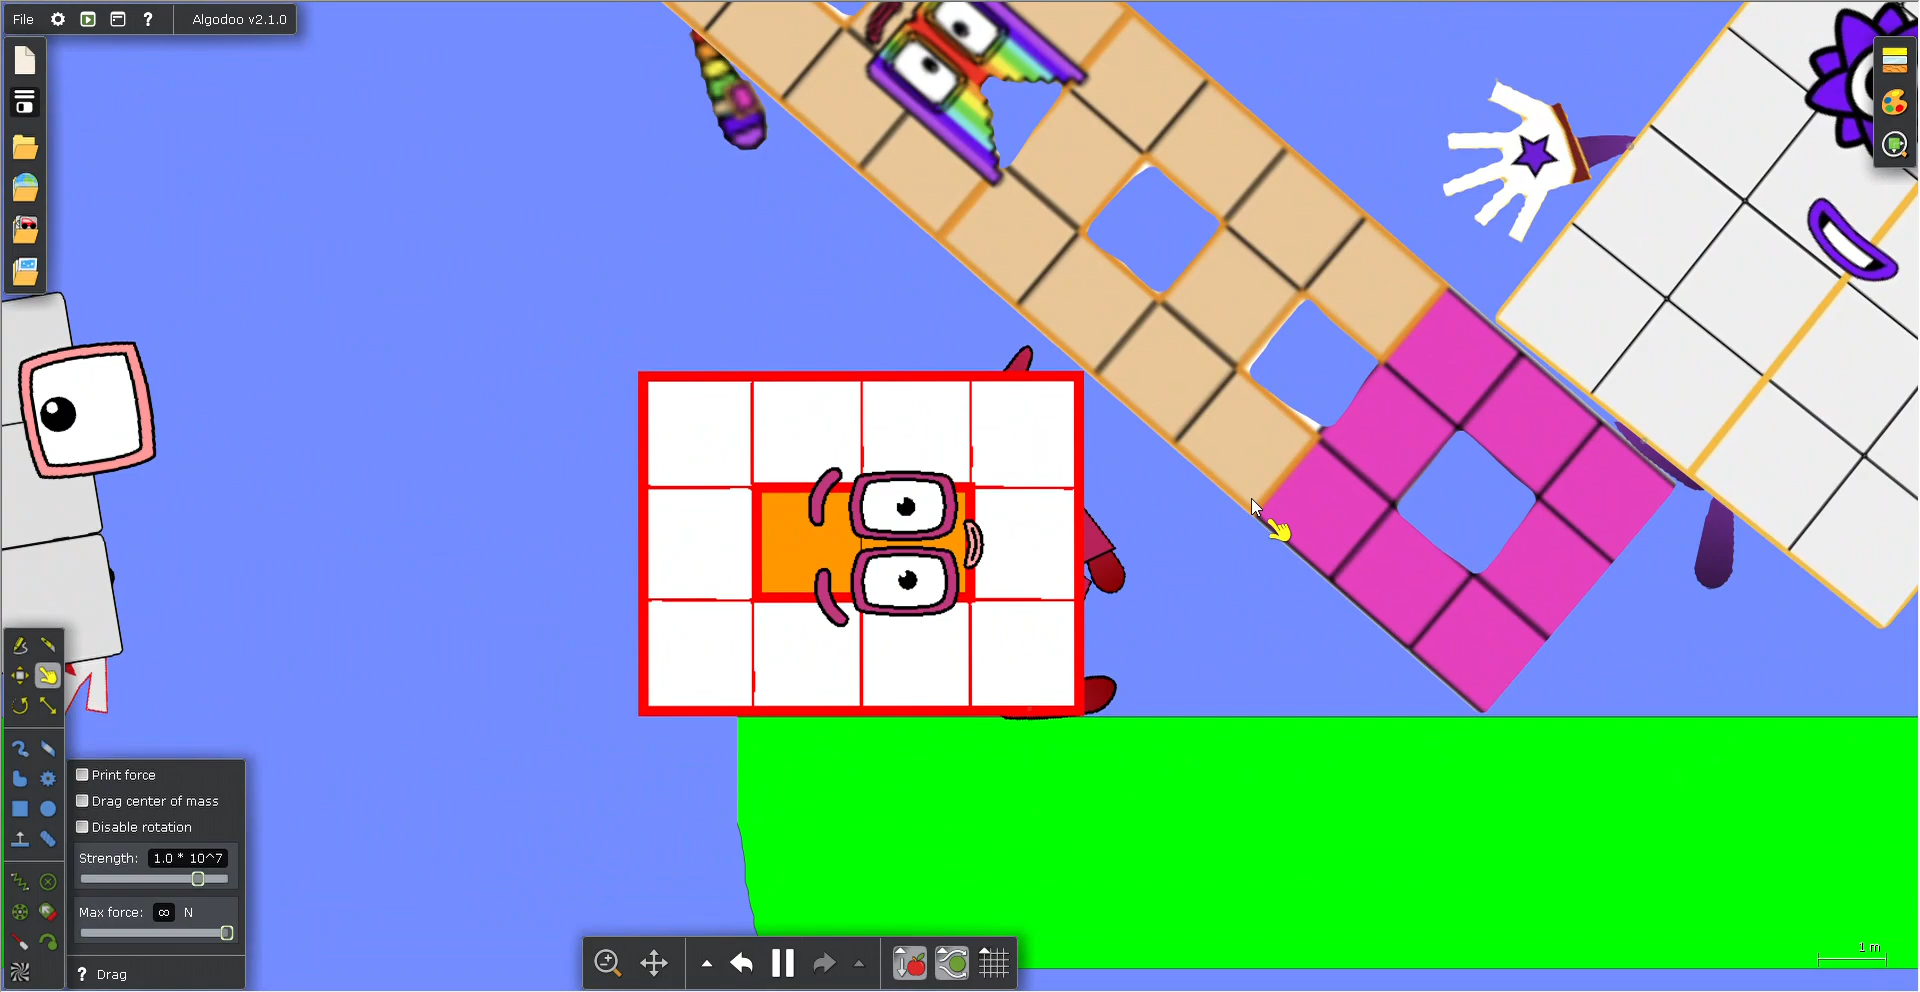 File ? Algodoo v2.1.0
Print force
Drag center of mass
Disable rotation
Strength: 1.0 * 10^7
Max force: ∞ N
? Drag
1 m